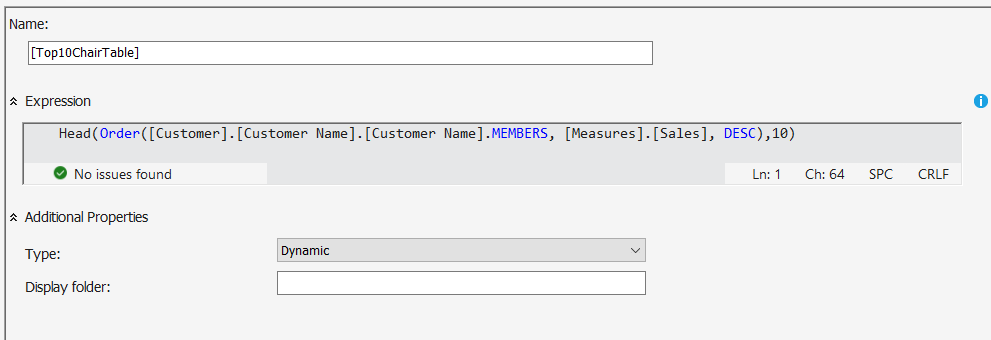 Name:
[Top10ChairTable]
Expression
Head(Order([Customer].[Customer Name].[Customer Name].MEMBERS, [Measures].[Sales], DESC),10)
No issues found Ln: 1 Ch: 64 SPC CRLF
Additional Properties
Type: Dynamic
Display folder: